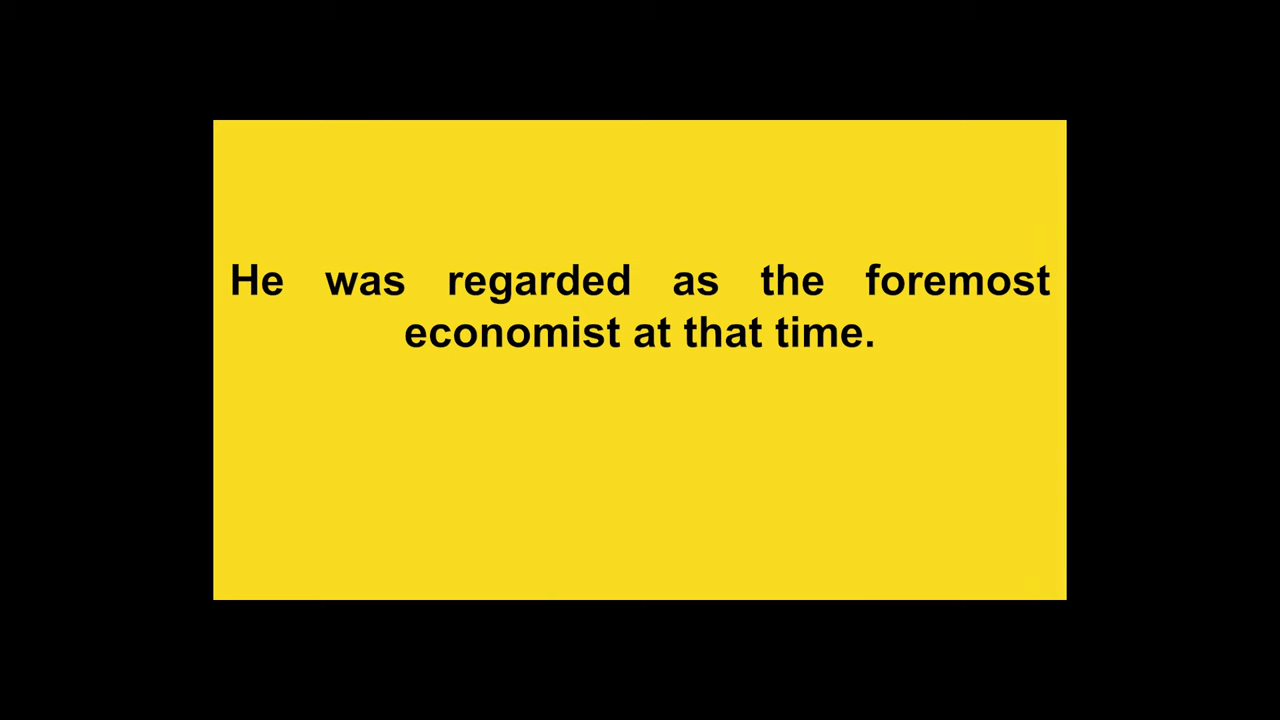 He was regarded as the foremost
economist at that time.